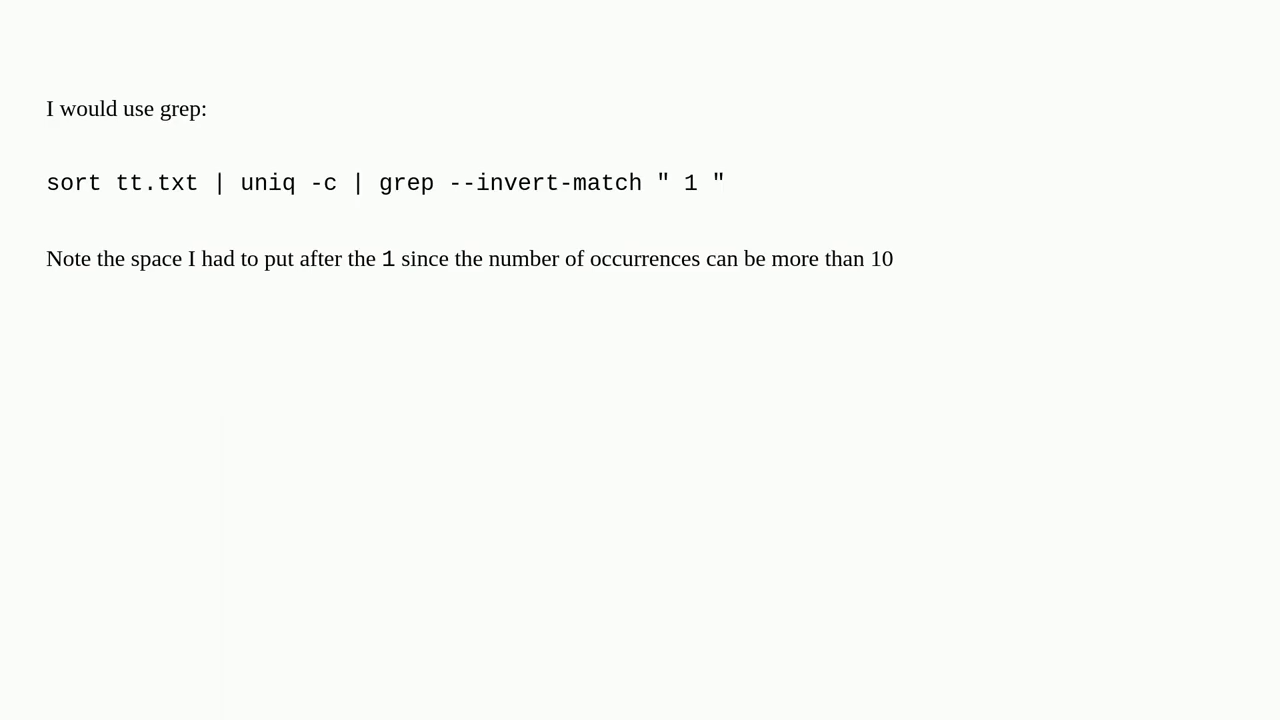 I would use grep:
sort tt.txt | uniq -c | grep --invert-match " 1 "
Note the space I had to put after the 1 since the number of occurrences can be more than 10